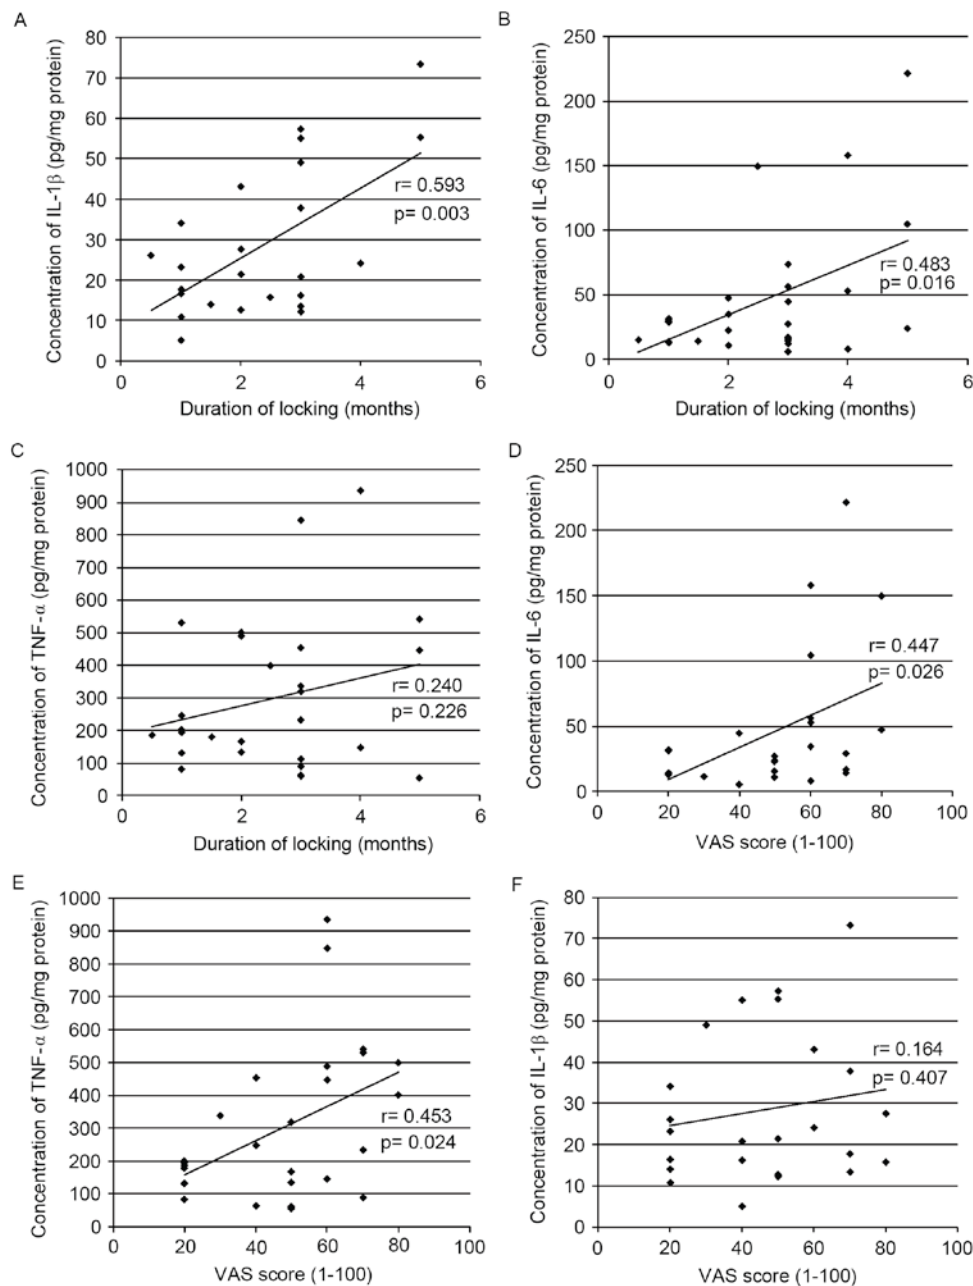 A
Concentration of IL-1β (pg/mg protein)
80
70
60
50
40
30
20
10
0
r= 0.593
p= 0.003
0 2 4 6
Duration of locking (months)
B
Concentration of IL-6 (pg/mg protein)
250
200
150
100
50
0
r= 0.483
p= 0.016
0 2 4 6
Duration of locking (months)
C
Concentration of TNF-α (pg/mg protein)
1000
900
800
700
600
500
400
300
200
100
0
r= 0.240
p= 0.226
0 2 4 6
Duration of locking (months)
D
Concentration of IL-6 (pg/mg protein)
250
200
150
100
50
0
r= 0.447
p= 0.026
0 20 40 60 80 100
VAS score (1-100)
E
Concentration of TNF-α (pg/mg protein)
1000
900
800
700
600
500
400
300
200
100
0
r= 0.453
p= 0.024
0 20 40 60 80 100
VAS score (1-100)
F
Concentration of IL-1β (pg/mg protein)
80
70
60
50
40
30
20
10
0
r= 0.164
p= 0.407
0 20 40 60 80 100
VAS score (1-100)